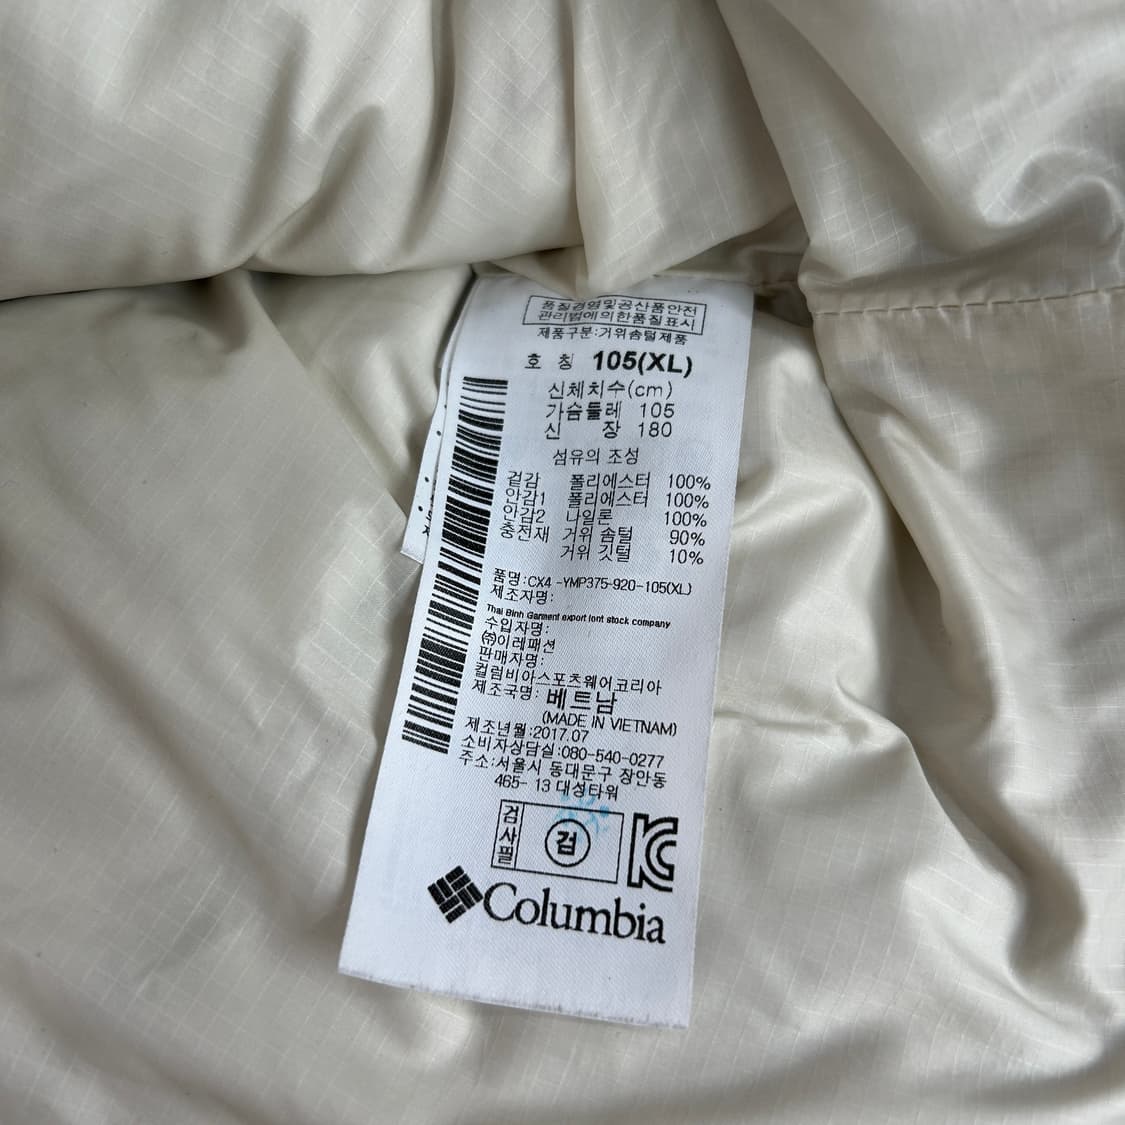 품질경영및공산품안전
관리법에의한품질표시
제품구분:거위솜털제품
호 칭 105(XL)
신체치수(cm)
가슴둘레 105
신 장 180
섬유의 조성
겉감 폴리에스터 100%
안감1 폴리에스터 100%
안감2 나일론 100%
충전재 거위 솜털 90%
거위 깃털 10%
품명:CX4 -YMP375-920-105(XL)
제조자명:
Thai Binh Garment export iont stock company
수입자명:
㈜이레패션
판매자명:
컬럼비아스포츠웨어코리아
제조국명: 베트남
(MADE IN VIETNAM)
제조년월:2017.07
소비자상담실:080-540-0277
주소:서울시 동대문구 장안동
465- 13 대성타워
검사필
검
KC
Columbia